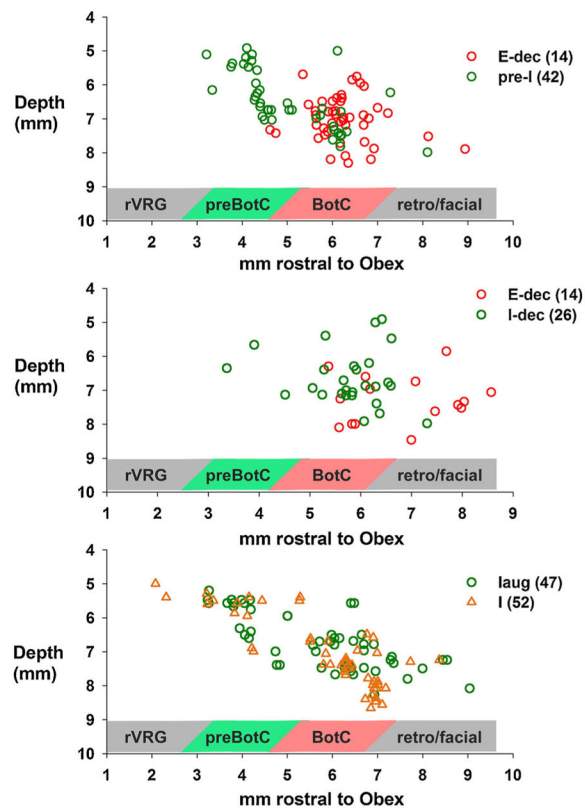 4
5
6
7
8
9
10
Depth
(mm)
E-dec (14)
pre-I (42)
rVRG preBotC BotC retro/facial
1 2 3 4 5 6 7 8 9 10
mm rostral to Obex
4
5
6
7
8
9
10
Depth
(mm)
E-dec (14)
I-dec (26)
rVRG preBotC BotC retro/facial
1 2 3 4 5 6 7 8 9
mm rostral to Obex
4
5
6
7
8
9
10
Depth
(mm)
Iaug (47)
I (52)
rVRG preBotC BotC retro/facial
1 2 3 4 5 6 7 8 9 10
mm rostral to Obex